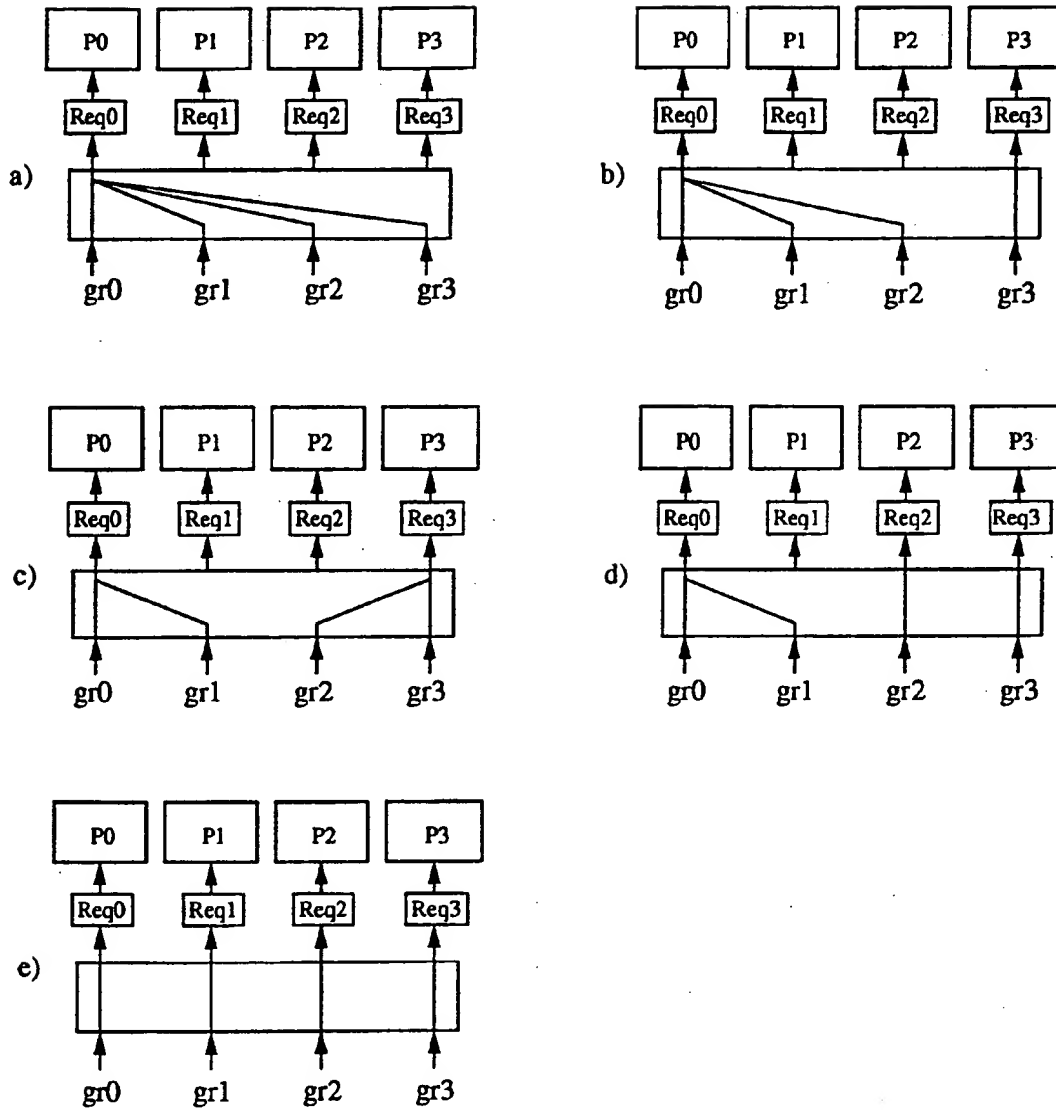 P0 P1 P2 P3
Req0 Req1 Req2 Req3
a)
gr0 gr1 gr2 gr3
P0 P1 P2 P3
Req0 Req1 Req2 Req3
b)
gr0 gr1 gr2 gr3
P0 P1 P2 P3
Req0 Req1 Req2 Req3
c)
gr0 gr1 gr2 gr3
P0 P1 P2 P3
Req0 Req1 Req2 Req3
d)
gr0 gr1 gr2 gr3
P0 P1 P2 P3
Req0 Req1 Req2 Req3
e)
gr0 gr1 gr2 gr3